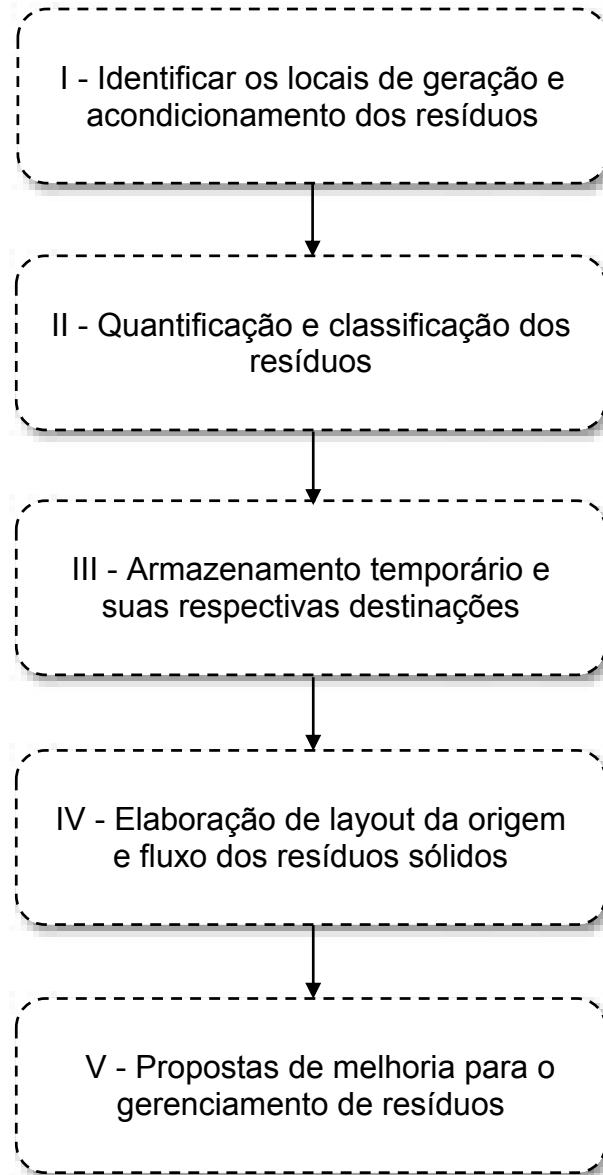 I - Identificar os locais de geração e
acondicionamento dos resíduos
II - Quantificação e classificação dos
resíduos
III - Armazenamento temporário e
suas respectivas destinações
IV - Elaboração de layout da origem
e fluxo dos resíduos sólidos
V - Propostas de melhoria para o
gerenciamento de resíduos